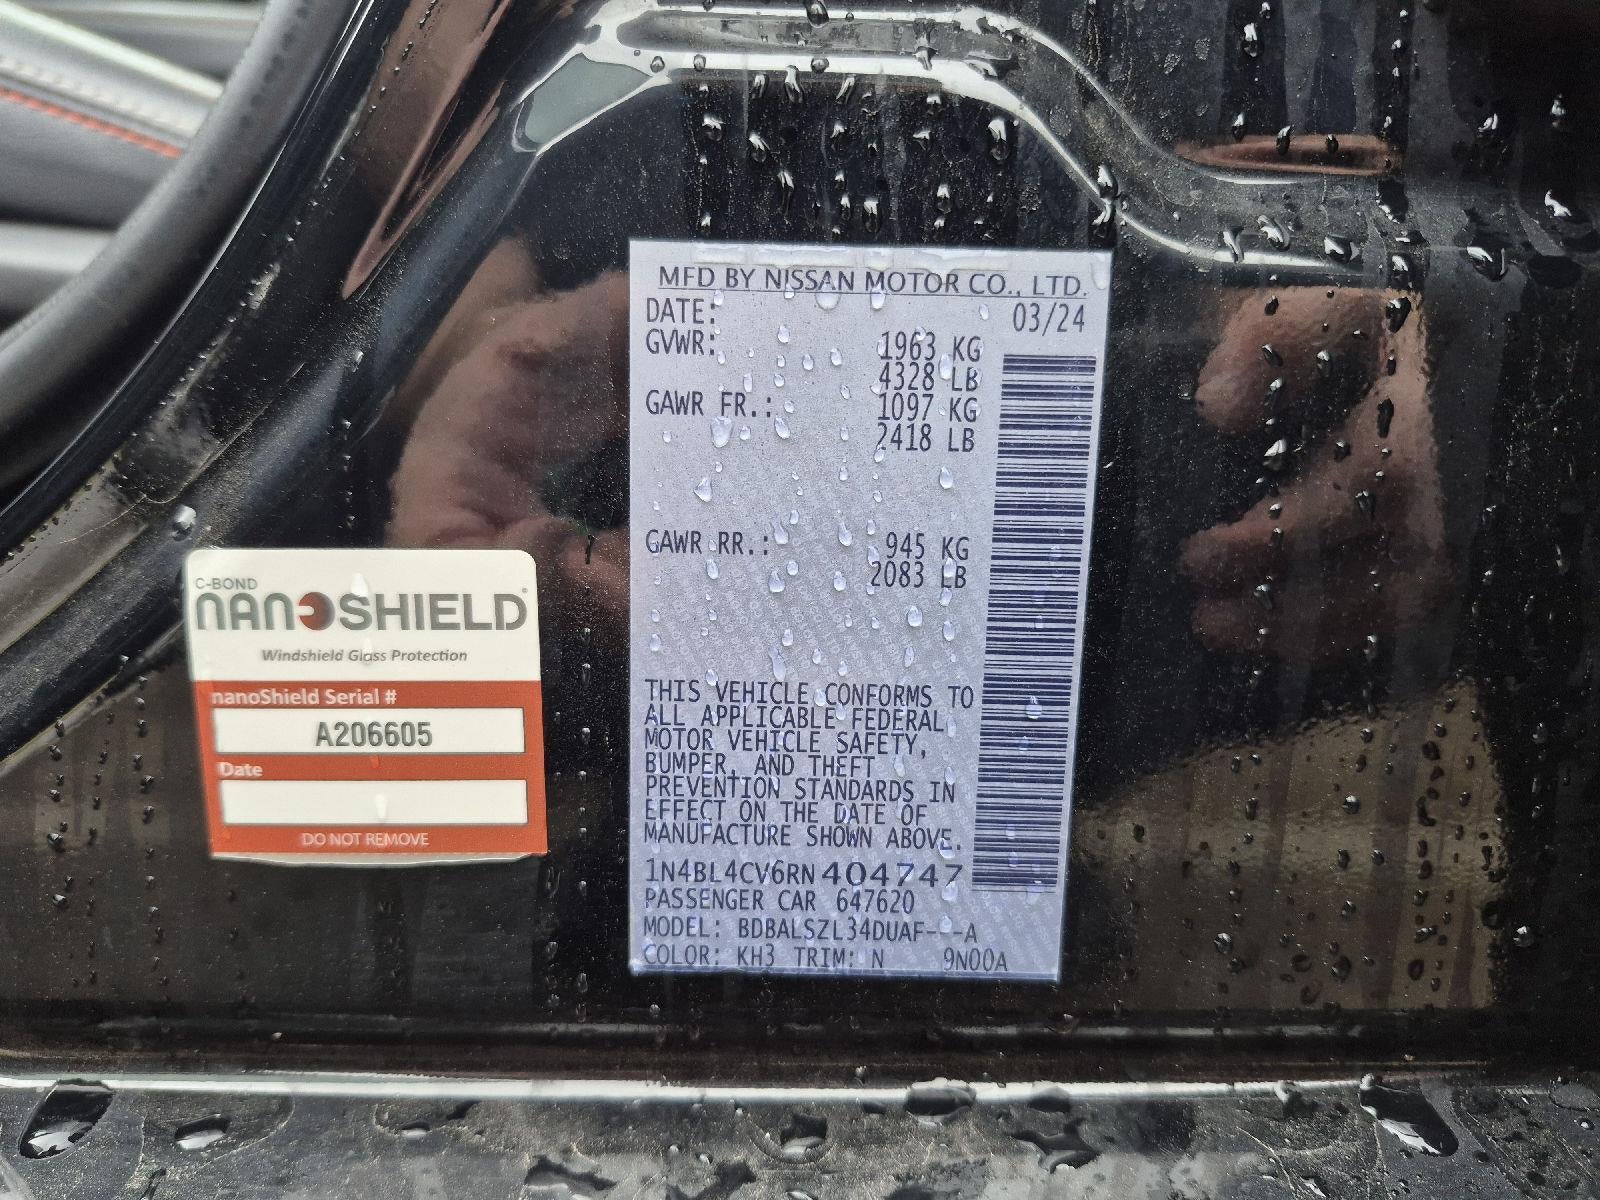 MFD BY NISSAN MOTOR CO., LTD.
DATE: 03/24
GVWR: 1963 KG
4328 LB
GAWR FR.: 1097 KG
2418 LB
GAWR RR.: 945 KG
2083 LB
THIS VEHICLE CONFORMS TO
ALL APPLICABLE FEDERAL
MOTOR VEHICLE SAFETY,
BUMPER, AND THEFT
PREVENTION STANDARDS IN
EFFECT ON THE DATE OF
MANUFACTURE SHOWN ABOVE.
1N4BL4CV6RN404747
PASSENGER CAR 647620
MODEL: BDBALSZL34DUAF---A
COLOR: KH3 TRIM: N 9N00A
C-BOND
nanoSHIELD
Windshield Glass Protection
nanoShield Serial #
A206605
Date
DO NOT REMOVE